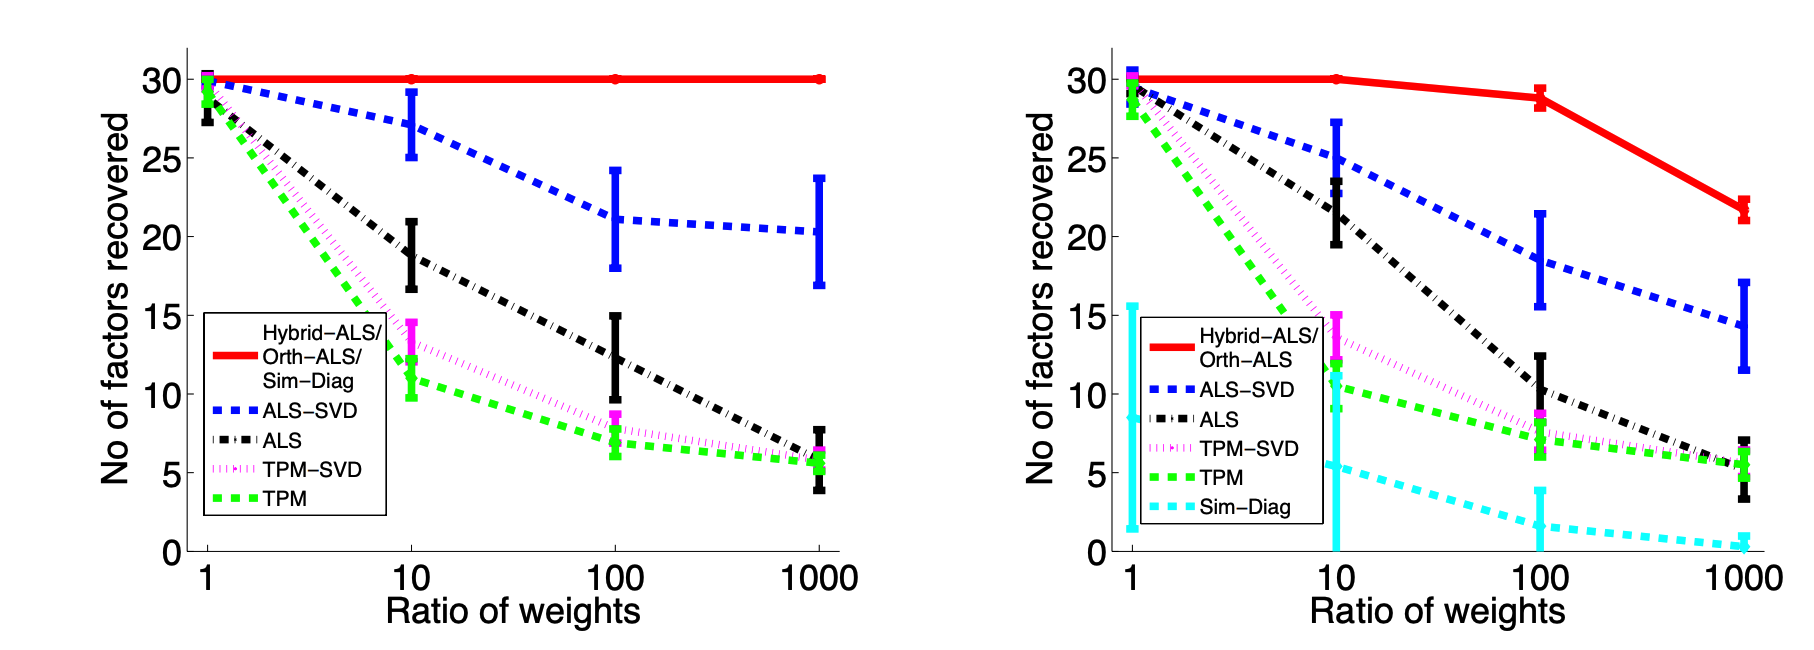 No of factors recovered
30
25
20
15
10
5
0
Hybrid−ALS/
Orth−ALS/
Sim−Diag
ALS−SVD
ALS
TPM−SVD
TPM
1
10
100
1000
Ratio of weights
No of factors recovered
30
25
20
15
10
5
0
Hybrid−ALS/
Orth−ALS
ALS−SVD
ALS
TPM−SVD
TPM
Sim−Diag
1
10
100
1000
Ratio of weights